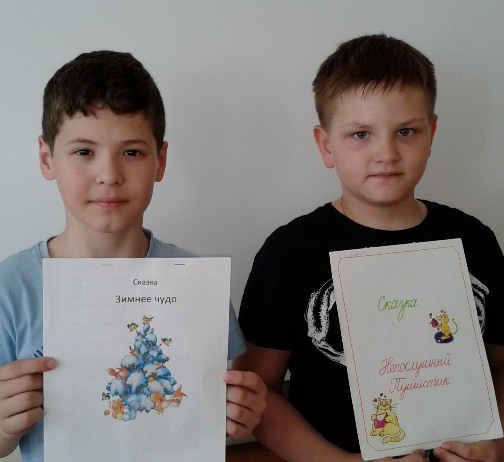 Сказка
Зимнее чудо
Сказка
Непослушный
Пушистик